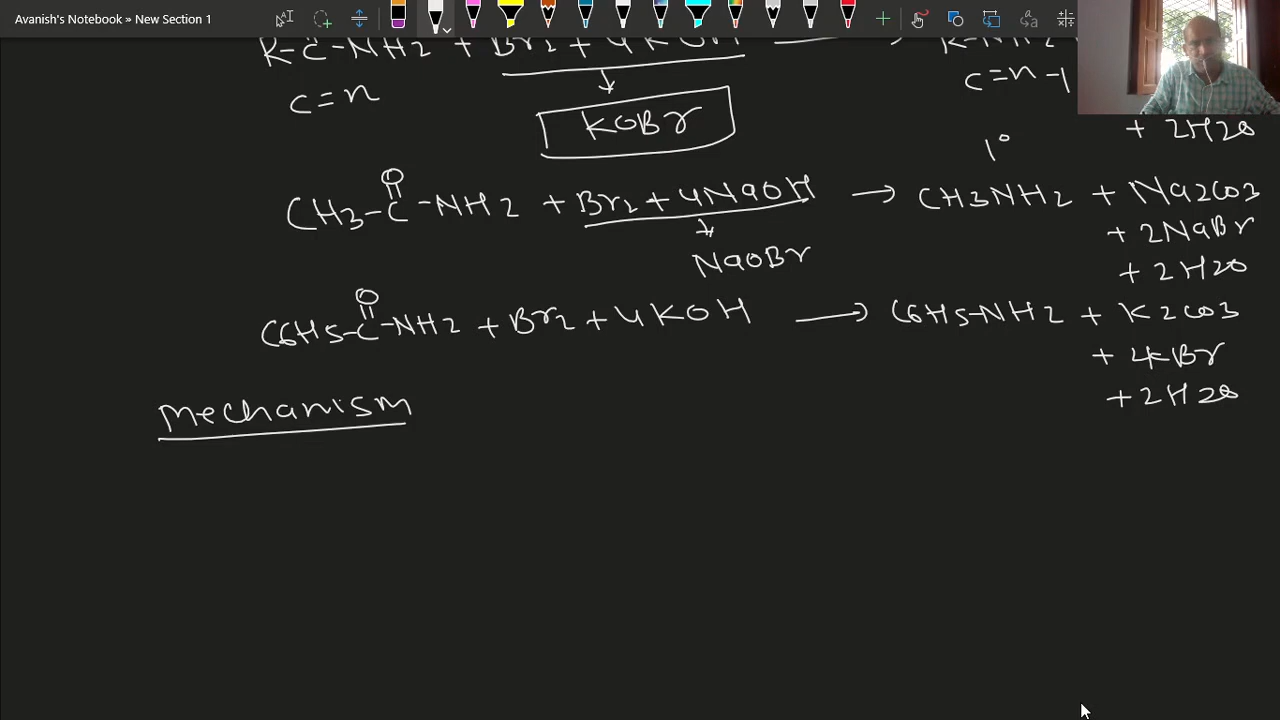 Avanish's Notebook » New Section 1
R-C-NH2 + Br2 + 4KOH → R-NH2
C=n
C=n-1
KOBr
+ 2H2O
1°
O
CH3-C-NH2 + Br2 + 4NaOH → CH3NH2 + Na2CO3
+ 2NaBr
NaOBr
+ 2H2O
O
C6H5-C-NH2 + Br2 + 4KOH → C6H5-NH2 + K2CO3
+ 2KBr
+ 2H2O
Mechanism